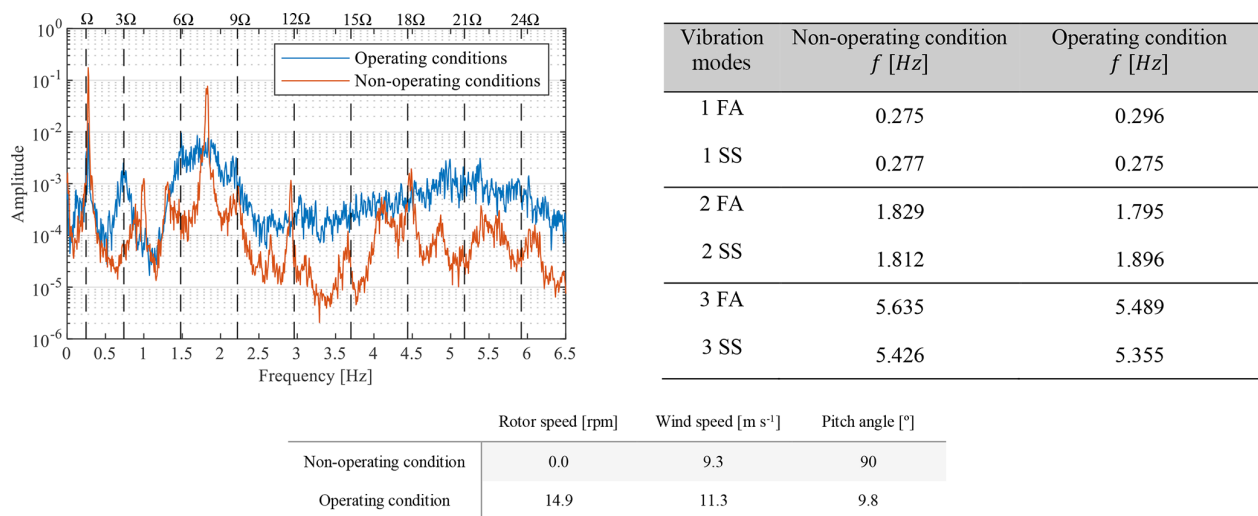 Ω 3Ω 6Ω 9Ω 12Ω 15Ω 18Ω 21Ω 24Ω
10⁰
10⁻¹
10⁻²
10⁻³
10⁻⁴
10⁻⁵
10⁻⁶
Amplitude
Operating conditions
Non-operating conditions
0 0.5 1 1.5 2 2.5 3 3.5 4 4.5 5 5.5 6 6.5
Frequency [Hz]
Vibration modes Non-operating condition f [Hz] Operating condition f [Hz]
1 FA 0.275 0.296
1 SS 0.277 0.275
2 FA 1.829 1.795
2 SS 1.812 1.896
3 FA 5.635 5.489
3 SS 5.426 5.355
Rotor speed [rpm] Wind speed [m s⁻¹] Pitch angle [º]
Non-operating condition 0.0 9.3 90
Operating condition 14.9 11.3 9.8